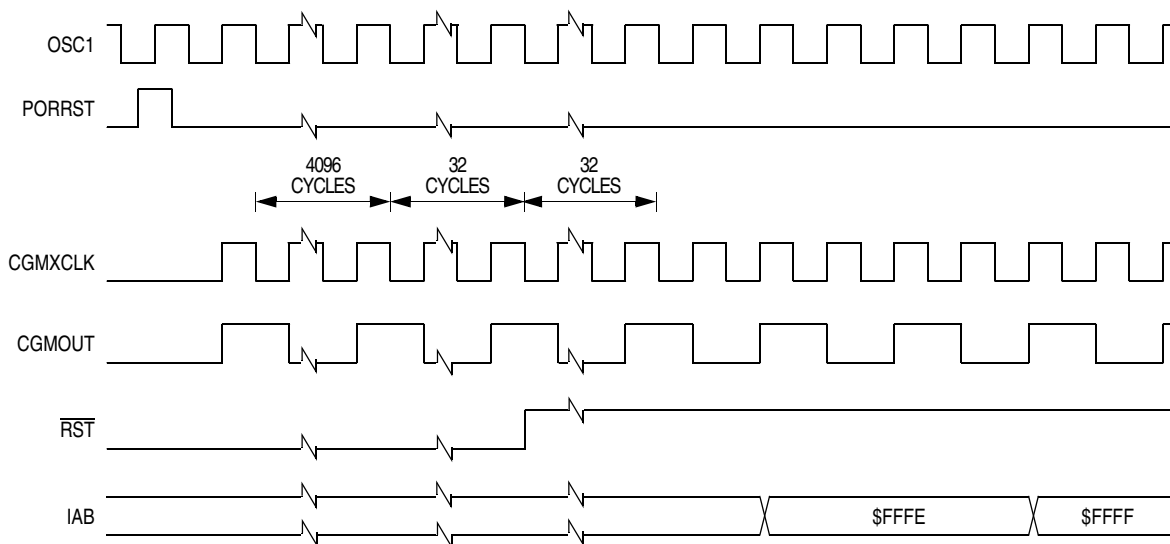 OSC1
PORRST
4096
CYCLES
32
CYCLES
32
CYCLES
CGMXCLK
CGMOUT
RST
IAB
$FFFE
$FFFF